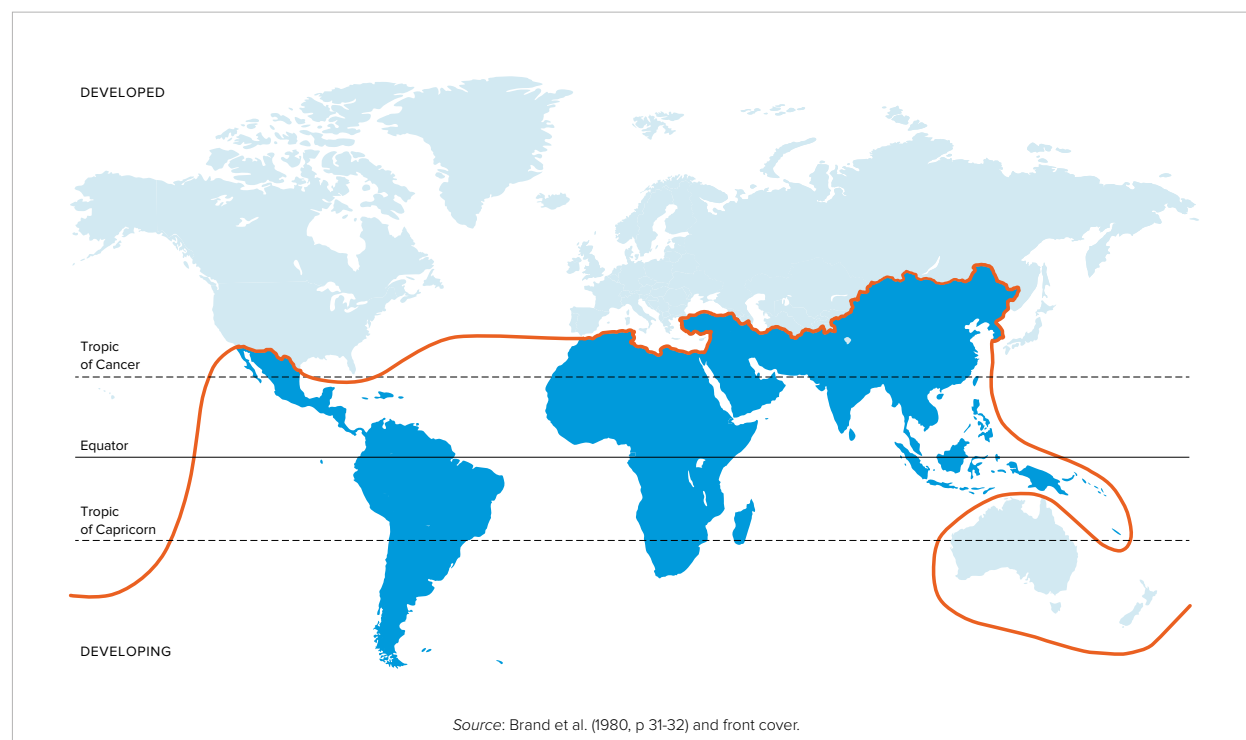 DEVELOPED
Tropic
of Cancer
Equator
Tropic
of Capricorn
DEVELOPING
Source: Brand et al. (1980, p 31-32) and front cover.